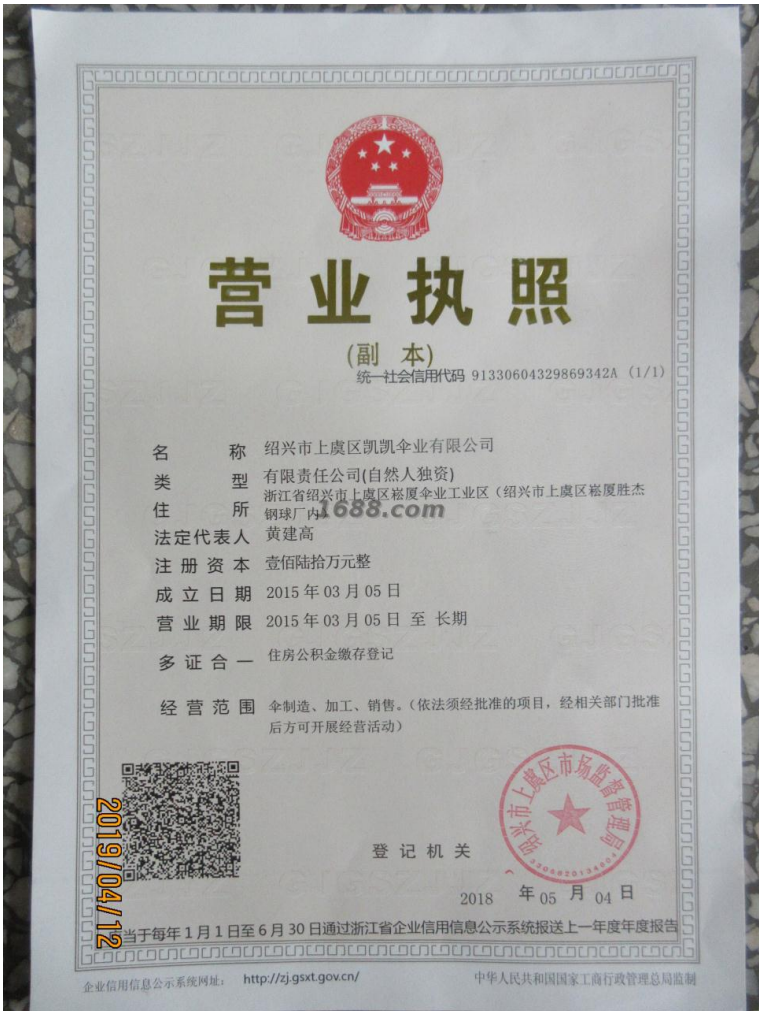 营业执照
(副 本)
统一社会信用代码 91330604329869342A (1/1)
名 称 绍兴市上虞区凯凯伞业有限公司
类 型 有限责任公司(自然人独资)
住 所 浙江省绍兴市上虞区崧厦伞业工业区(绍兴市上虞区崧厦胜杰
钢球厂内)
1688.com
法定代表人 黄建高
注册资本 壹佰陆拾万元整
成立日期 2015年03月05日
营业期限 2015年03月05日 至 长期
多证合一 住房公积金缴存登记
经营范围 伞制造、加工、销售。(依法须经批准的项目,经相关部门批准
后方可开展经营活动)
绍兴市上虞区市场监督管理局
登记机关
2018 年 05 月 04 日
2019/04/12
当于每年1月1日至6月30日通过浙江省企业信用信息公示系统报送上一年度年度报告
企业信用信息公示系统网址: http://zj.gsxt.gov.cn/
中华人民共和国国家工商行政管理总局监制